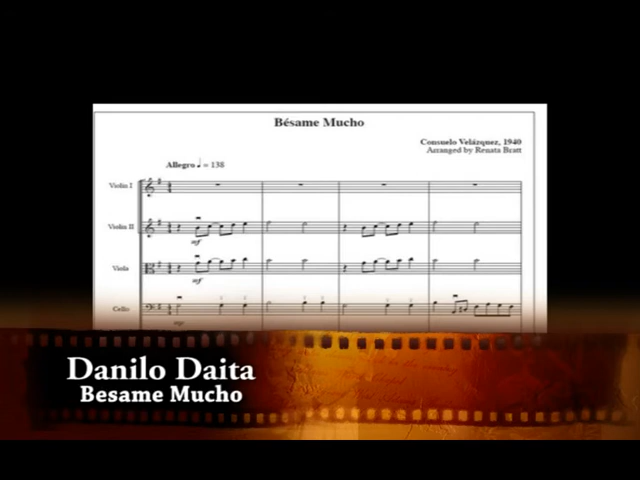 Bésame Mucho
Consuelo Velázquez, 1940
Arranged by Renata Bratt
Allegro ♩ = 138
Violin I
Violin II
mf
Viola
mf
Cello
Danilo Daita
Besame Mucho